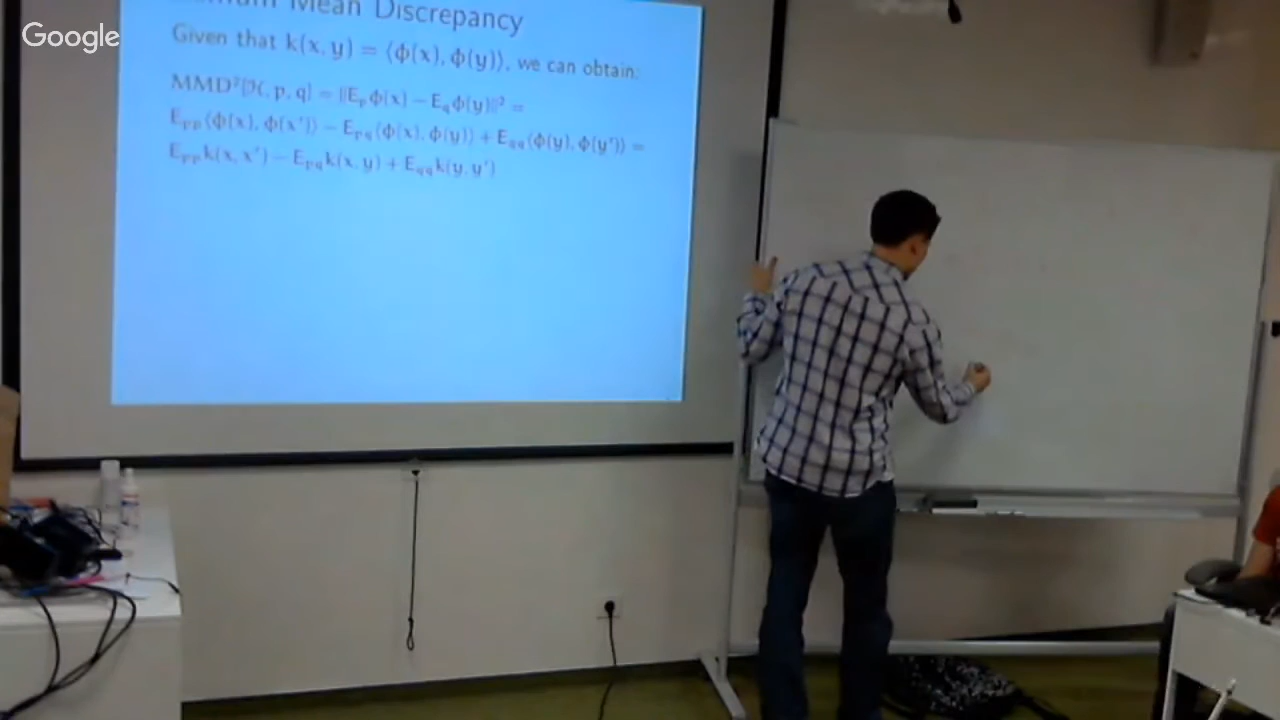 Google
Mean Discrepancy
Given that k(x, y) = ⟨ϕ(x), ϕ(y)⟩, we can obtain:
MMD²[ℋ, p, q] = ‖E_p ϕ(x) − E_q ϕ(y)‖² =
E_pp⟨ϕ(x), ϕ(x′)⟩ − E_pq⟨ϕ(x), ϕ(y)⟩ + E_qq⟨ϕ(y), ϕ(y′)⟩ =
E_pp k(x, x′) − E_pq k(x, y) + E_qq k(y, y′)